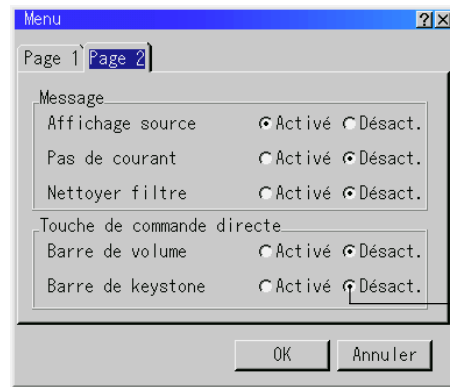 Menu ? ×
Page 1 Page 2
Message
Affichage source Activé Désact.
Pas de courant Activé Désact.
Nettoyer filtre Activé Désact.
Touche de commande directe
Barre de volume Activé Désact.
Barre de keystone Activé Désact.
OK Annuler